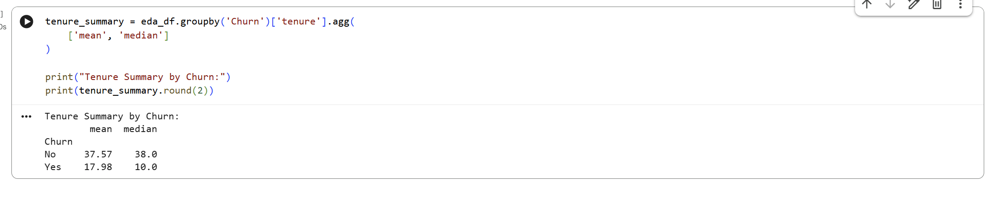 ]
0s
tenure_summary = eda_df.groupby('Churn')['tenure'].agg(
    ['mean', 'median']
)
print("Tenure Summary by Churn:")
print(tenure_summary.round(2))
Tenure Summary by Churn:
        mean  median
Churn
No     37.57    38.0
Yes    17.98    10.0